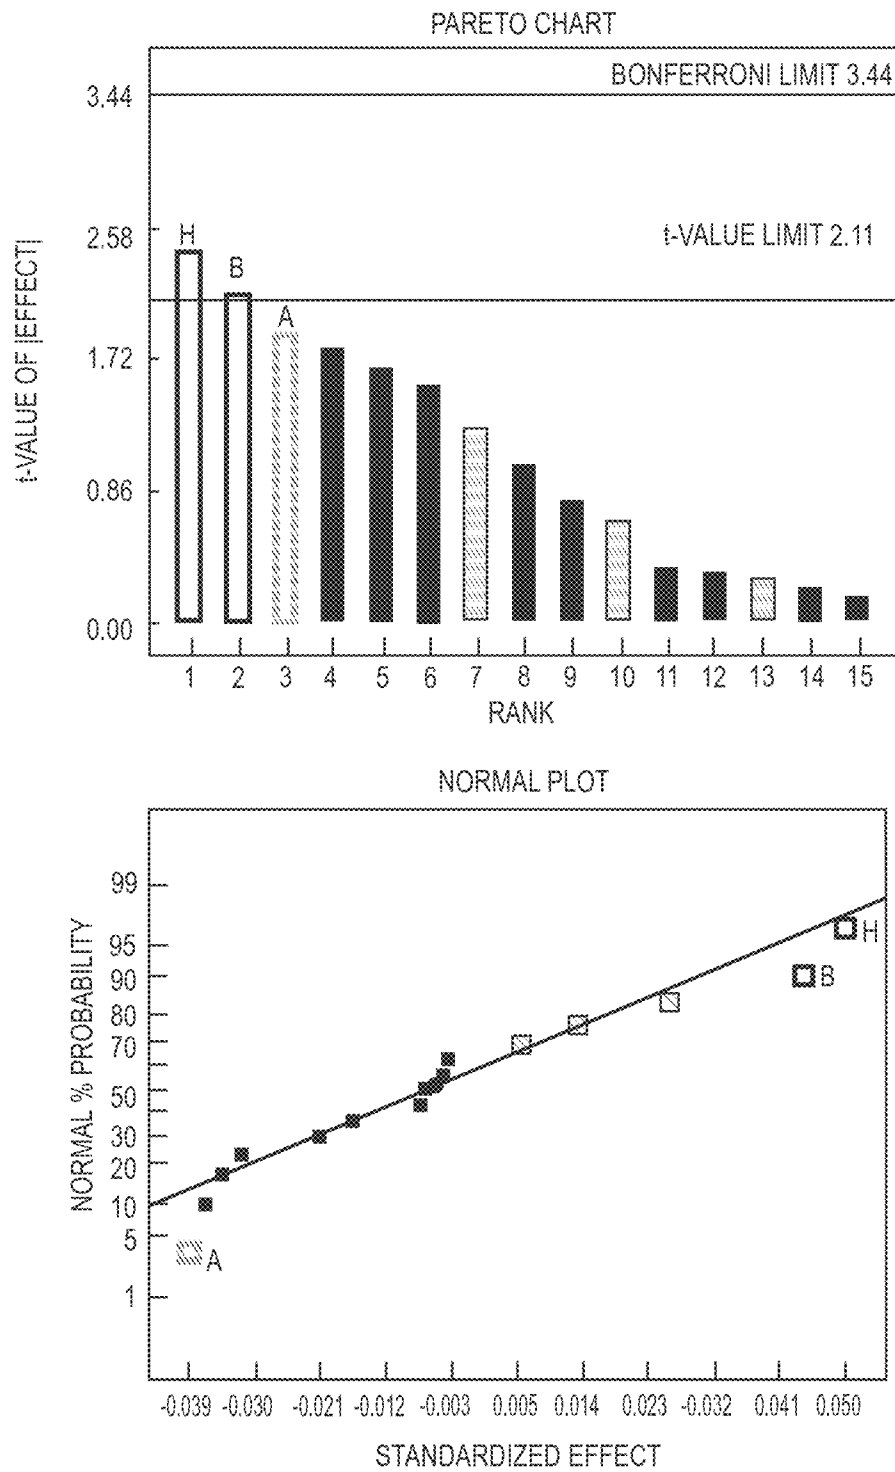 PARETO CHART
BONFERRONI LIMIT 3.44
3.44
2.58
H
t-VALUE LIMIT 2.11
B
A
t-VALUE OF |EFFECT|
1.72
0.86
0.00
1 2 3 4 5 6 7 8 9 10 11 12 13 14 15
RANK
NORMAL PLOT
99
95
H
90
B
80
70
NORMAL % PROBABILITY
50
30
20
10
5
A
1
-0.039 -0.030 -0.021 -0.012 -0.003 0.005 0.014 0.023 -0.032 0.041 0.050
STANDARDIZED EFFECT